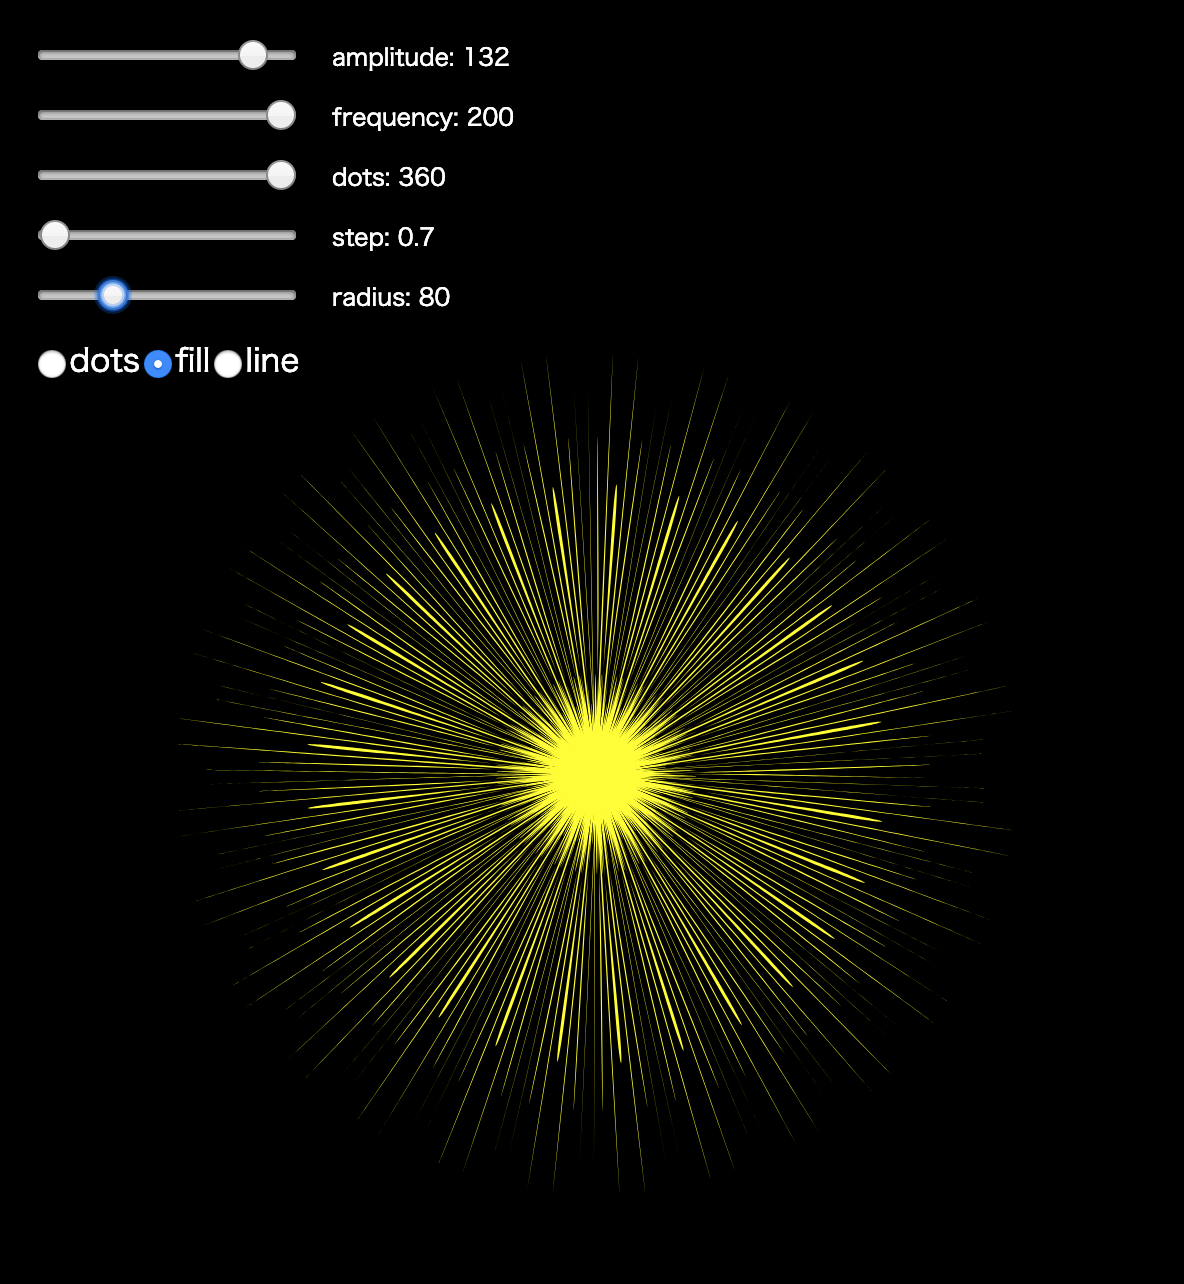 amplitude: 132
frequency: 200
dots: 360
step: 0.7
radius: 80
dots fill line